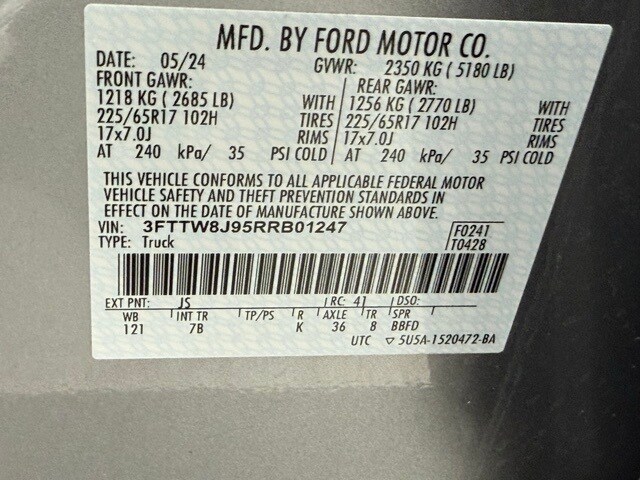 MFD. BY FORD MOTOR CO.
DATE: 05/24 GVWR: 2350 KG ( 5180 LB)
FRONT GAWR: REAR GAWR:
1218 KG ( 2685 LB) WITH 1256 KG ( 2770 LB) WITH
225/65R17 102H TIRES 225/65R17 102H TIRES
17x7.0J RIMS 17x7.0J RIMS
AT 240 kPa/ 35 PSI COLD AT 240 kPa/ 35 PSI COLD
THIS VEHICLE CONFORMS TO ALL APPLICABLE FEDERAL MOTOR
VEHICLE SAFETY AND THEFT PREVENTION STANDARDS IN
EFFECT ON THE DATE OF MANUFACTURE SHOWN ABOVE.
VIN: 3FTTW8J95RRB01247 F0241
TYPE: Truck T0428
EXT PNT: JS RC: 41 DSO:
WB INT TR TP/PS R AXLE TR SPR
121 7B K 36 8 BBFD
UTC ▽5U5A-1520472-BA